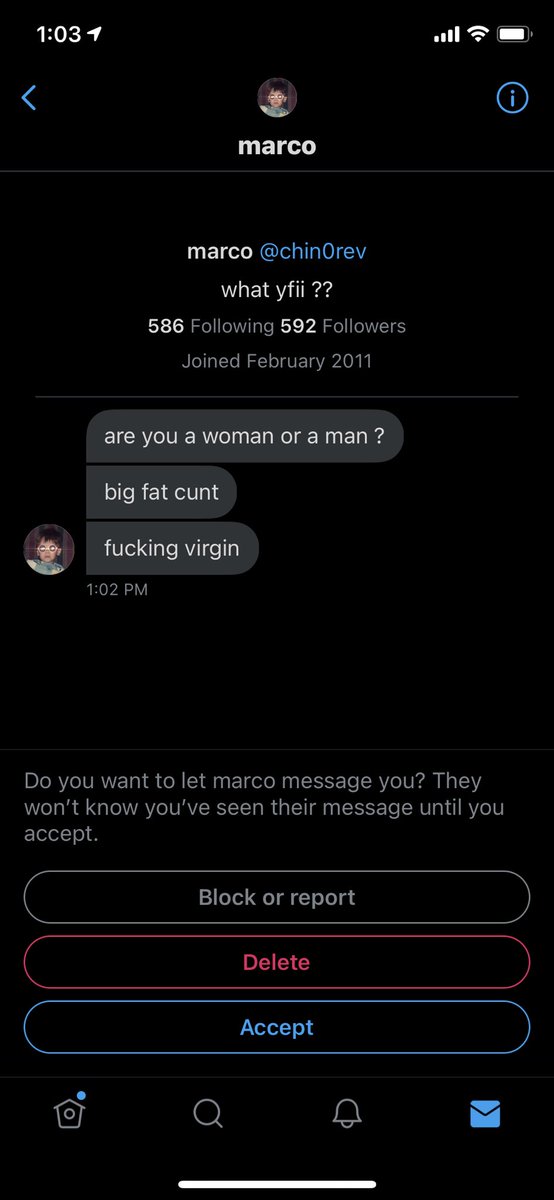 1:03
marco
marco @chin0rev
what yfii ??
586 Following 592 Followers
Joined February 2011
are you a woman or a man ?
big fat cunt
fucking virgin
1:02 PM
Do you want to let marco message you? They
won’t know you’ve seen their message until you
accept.
Block or report
Delete
Accept